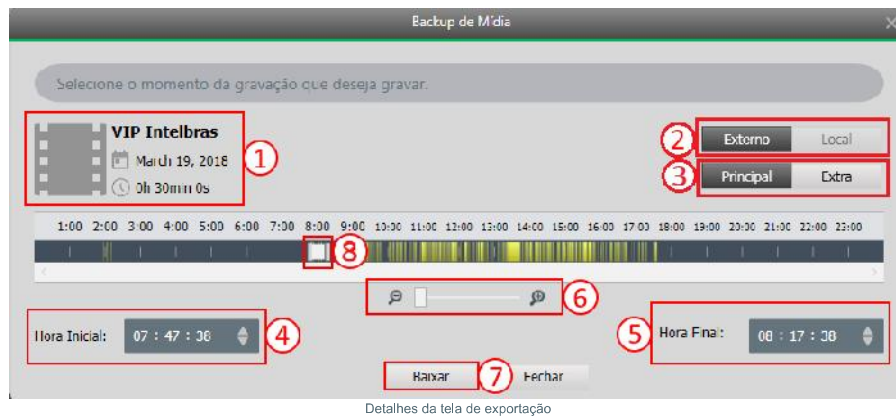 Backup de Mídia
Selecione o momento da gravação que deseja gravar.
VIP Intelbras
March 19, 2018
0h 30min 0s
1
2
Externo Local
3
Principal Extra
1:00 2:00 3:00 4:00 5:00 6:00 7:00 8:00 9:00 10:00 11:00 12:00 13:00 14:00 15:00 16:00 17:00 18:00 19:00 20:00 21:00 22:00 23:00
8
6
Hora Inicial: 07 : 47 : 38
4
5
Hora Final: 08 : 17 : 38
Baixar
7
Fechar
Detalhes da tela de exportação